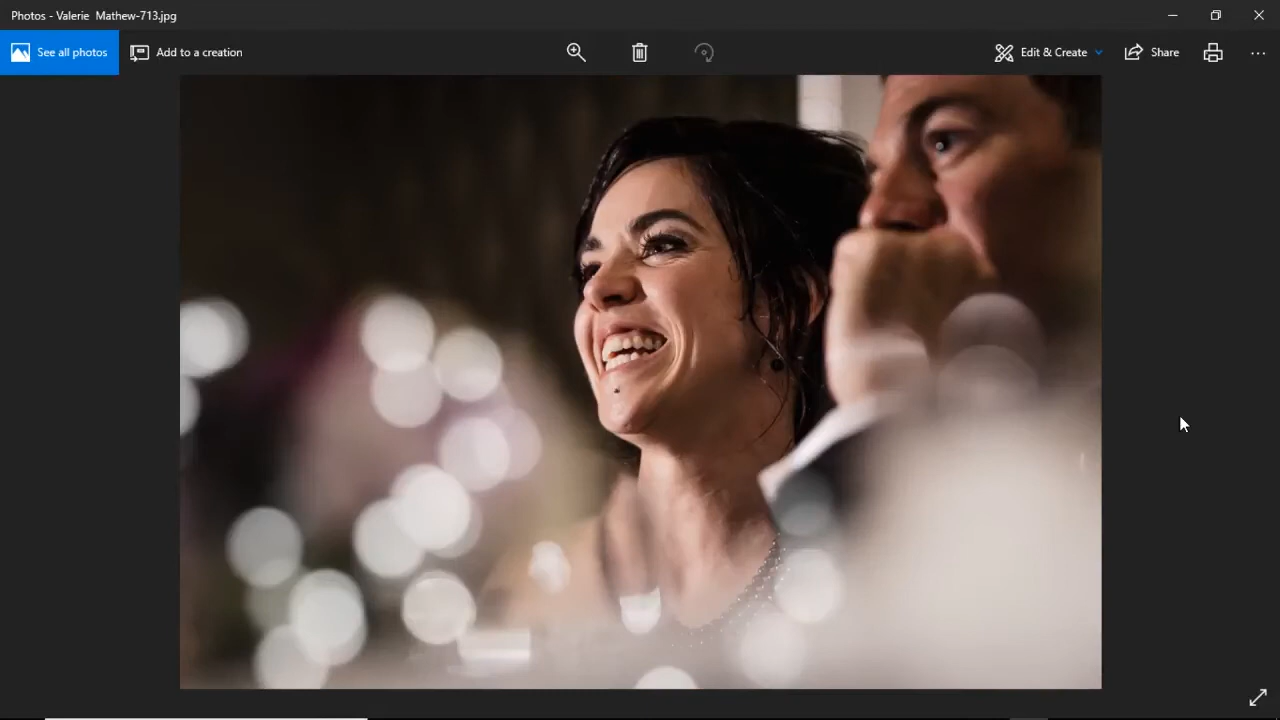 Photos - Valerie Mathew-713.jpg
See all photos
Add to a creation
Edit & Create
Share